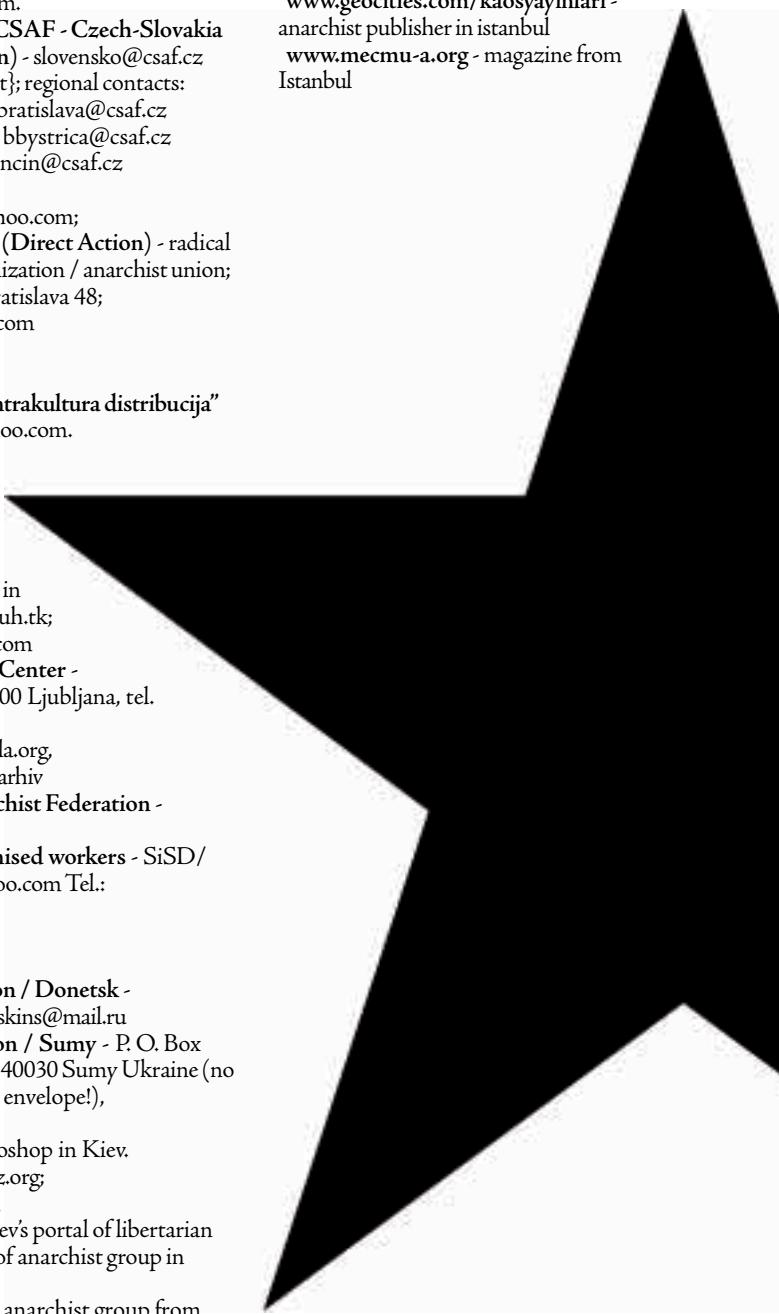 m.
CSAF - Czech-Slovakia
n) - slovensko@csaf.cz
t}; regional contacts:
bratislava@csaf.cz
bbystrica@csaf.cz
ncin@csaf.cz
hoo.com;
(Direct Action) - radical
ization / anarchist union;
ratislava 48;
com
ntrakultura distribucija”
oo.com.
in
uh.tk;
com
Center -
00 Ljubljana, tel.
la.org,
arhiv
chist Federation -
nised workers - SiSD/
oo.com Tel.:
on / Donetsk -
skins@mail.ru
on / Sumy - P. O. Box
40030 Sumy Ukraine (no
envelope!),
oshop in Kiev.
z.org;
ev’s portal of libertarian
of anarchist group in
anarchist group from
www.geocities.com/kaosyayinlari -
anarchist publisher in istanbul
www.mecmu-a.org - magazine from
Istanbul